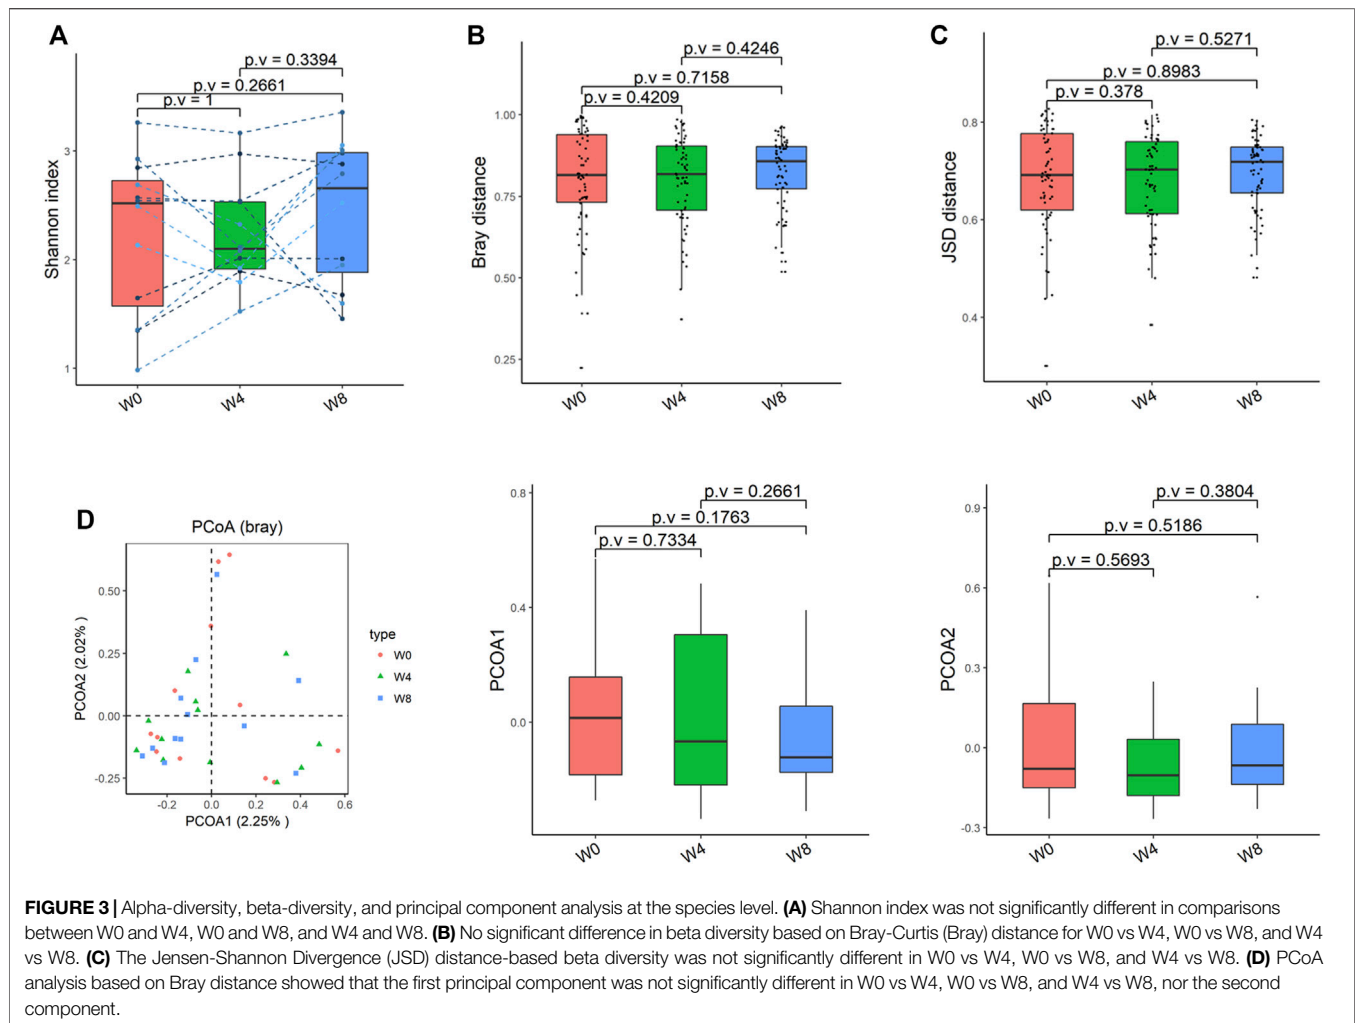 A
p.v = 0.3394
p.v = 0.2661
p.v = 1
Shannon index
3
2
1
W0
W4
W8
B
p.v = 0.4246
p.v = 0.7158
p.v = 0.4209
Bray distance
1.00
0.75
0.50
0.25
W0
W4
W8
C
p.v = 0.5271
p.v = 0.8983
p.v = 0.378
JSD distance
0.8
0.6
0.4
W0
W4
W8
D
PCoA (bray)
PCOA2 (2.02% )
0.50
0.25
0.00
-0.25
-0.2
0.0
0.2
0.4
0.6
PCOA1 (2.25% )
type
W0
W4
W8
p.v = 0.2661
p.v = 0.1763
p.v = 0.7334
PCOA1
0.8
0.4
0.0
W0
W4
W8
p.v = 0.3804
p.v = 0.5186
p.v = 0.5693
PCOA2
0.9
0.6
0.3
0.0
-0.3
W0
W4
W8
FIGURE 3 | Alpha-diversity, beta-diversity, and principal component analysis at the species level. (A) Shannon index was not significantly different in comparisons
between W0 and W4, W0 and W8, and W4 and W8. (B) No significant difference in beta diversity based on Bray-Curtis (Bray) distance for W0 vs W4, W0 vs W8, and W4
vs W8. (C) The Jensen-Shannon Divergence (JSD) distance-based beta diversity was not significantly different in W0 vs W4, W0 vs W8, and W4 vs W8. (D) PCoA
analysis based on Bray distance showed that the first principal component was not significantly different in W0 vs W4, W0 vs W8, and W4 vs W8, nor the second
component.